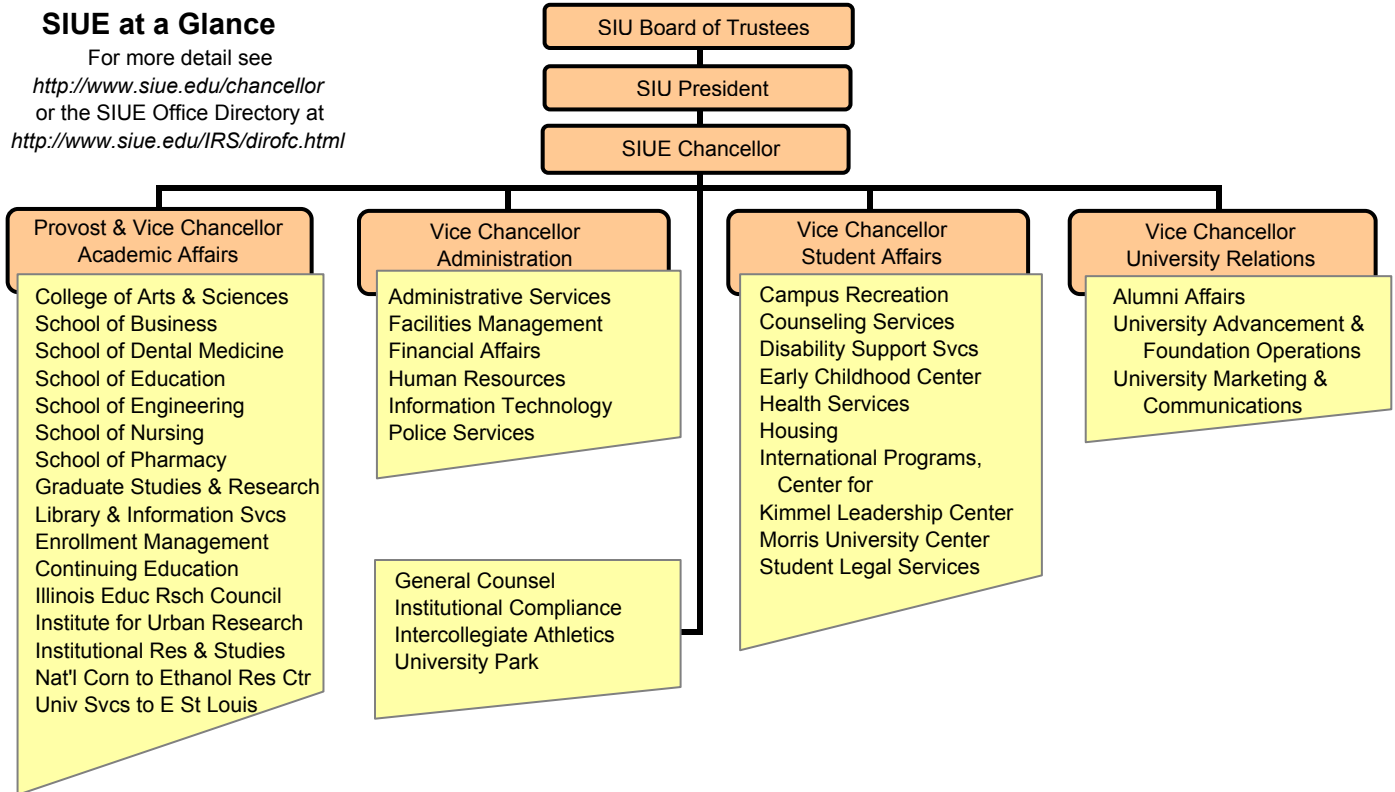 SIUE at a Glance
For more detail see
http://www.siue.edu/chancellor
or the SIUE Office Directory at
http://www.siue.edu/IRS/dirofc.html
SIU Board of Trustees
SIU President
SIUE Chancellor
Provost & Vice Chancellor
Academic Affairs
College of Arts & Sciences
School of Business
School of Dental Medicine
School of Education
School of Engineering
School of Nursing
School of Pharmacy
Graduate Studies & Research
Library & Information Svcs
Enrollment Management
Continuing Education
Illinois Educ Rsch Council
Institute for Urban Research
Institutional Res & Studies
Nat'l Corn to Ethanol Res Ctr
Univ Svcs to E St Louis
Vice Chancellor
Administration
Administrative Services
Facilities Management
Financial Affairs
Human Resources
Information Technology
Police Services
General Counsel
Institutional Compliance
Intercollegiate Athletics
University Park
Vice Chancellor
Student Affairs
Campus Recreation
Counseling Services
Disability Support Svcs
Early Childhood Center
Health Services
Housing
International Programs,
Center for
Kimmel Leadership Center
Morris University Center
Student Legal Services
Vice Chancellor
University Relations
Alumni Affairs
University Advancement &
Foundation Operations
University Marketing &
Communications